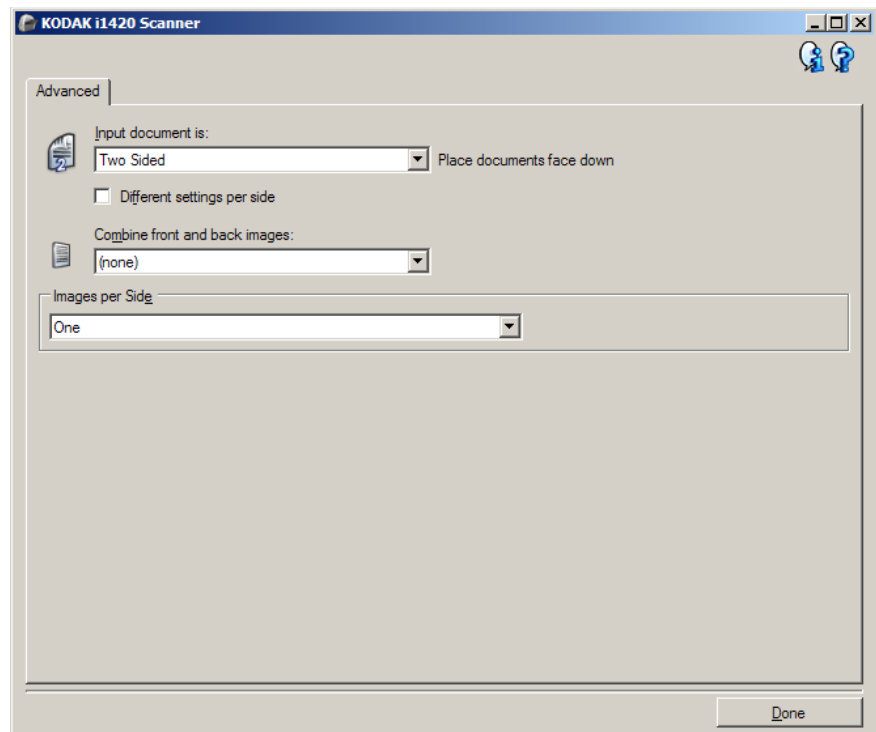 KODAK i1420 Scanner
Advanced
Input document is:
Two Sided
Place documents face down
Different settings per side
Combine front and back images:
(none)
Images per Side
One
Done